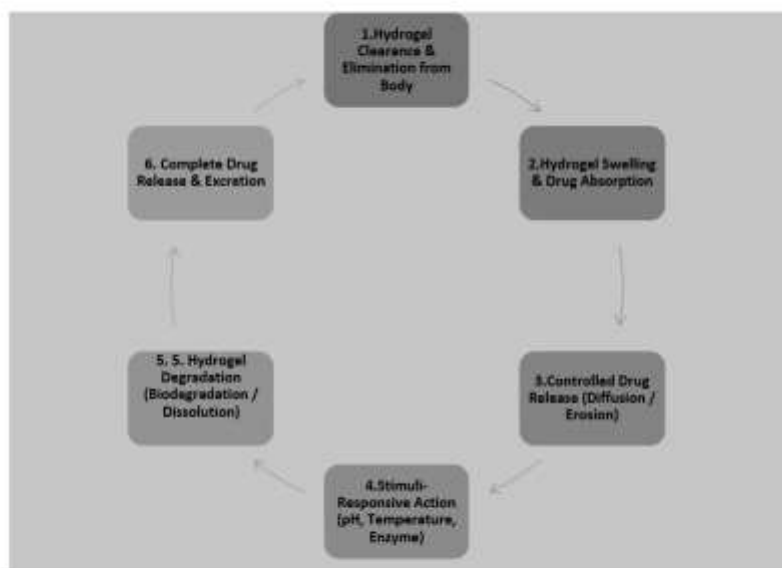 1.Hydrogel
Clearance &
Elimination from
Body
2.Hydrogel Swelling
& Drug Absorption
3.Controlled Drug
Release (Diffusion /
Erosion)
4.Stimuli-
Responsive Action
(pH, Temperature,
Enzyme)
5. 5. Hydrogel
Degradation
(Biodegradation /
Dissolution)
6. Complete Drug
Release & Excration